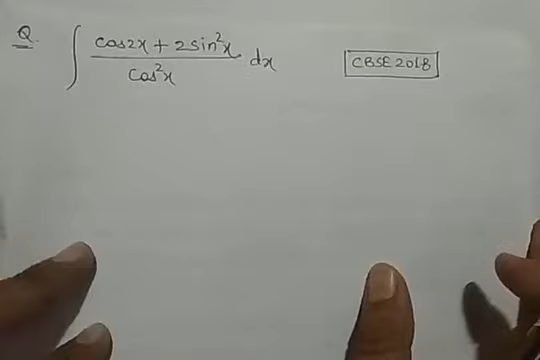 Q. ∫ (cos2x + 2sin²x) / cos²x dx
CBSE 2018